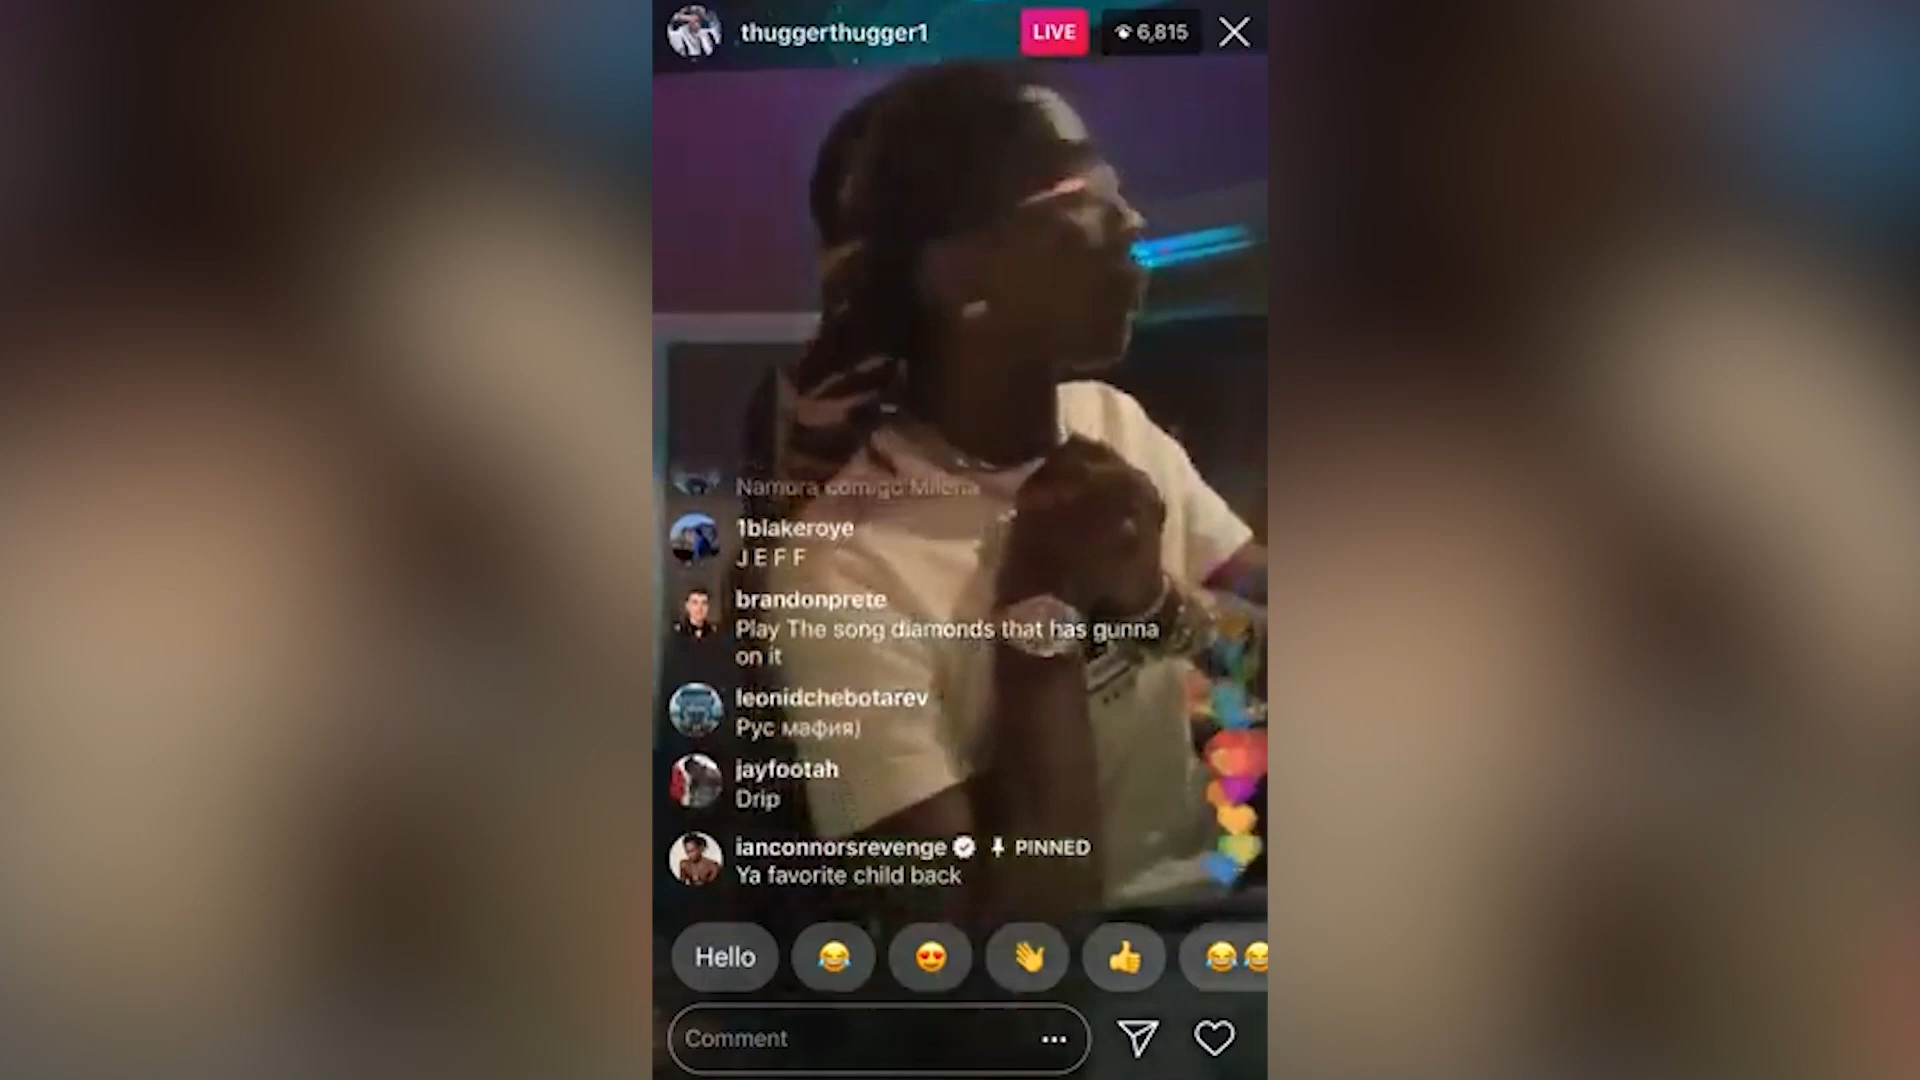 thuggerthugger1
LIVE
6,815
Namora comigo Milena
1blakeroye
J E F F
brandonprete
Play The song diamonds that has gunna
on it
leonidchebotarev
Рус мафия)
jayfootah
Drip
ianconnorsrevenge PINNED
Ya favorite child back
Hello
Comment